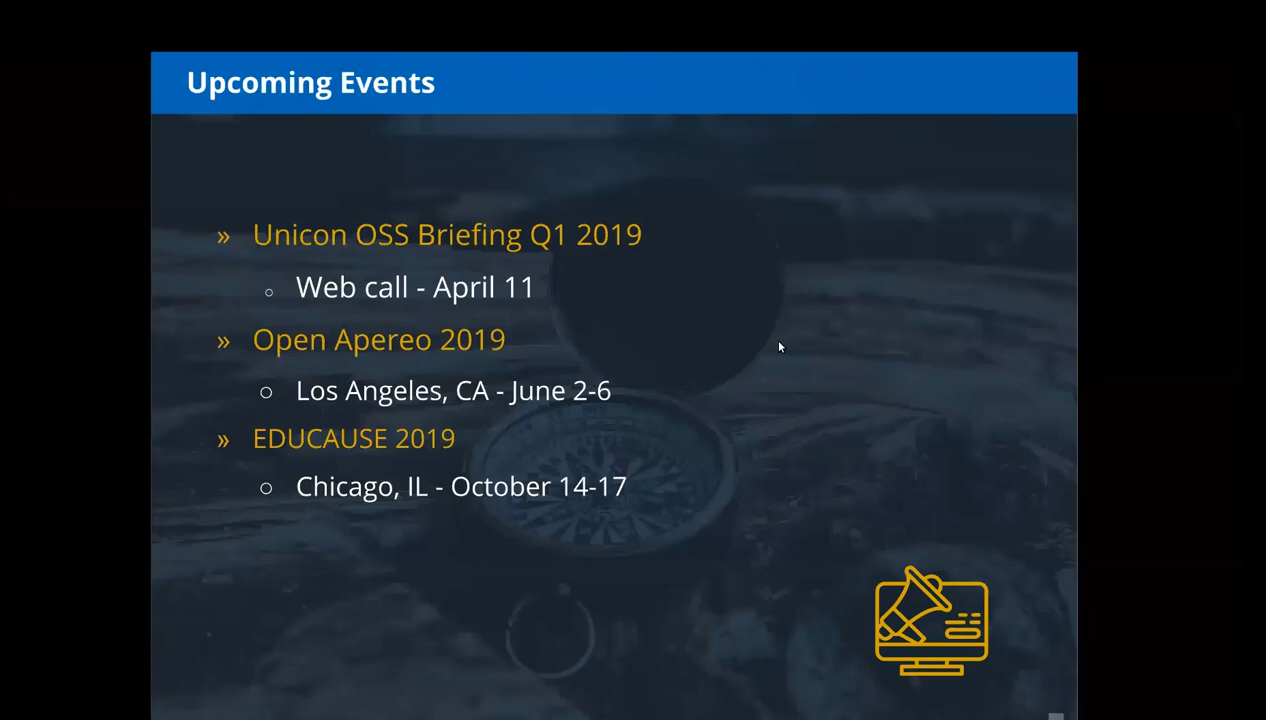 Upcoming Events
» Unicon OSS Briefing Q1 2019
○ Web call - April 11
» Open Apereo 2019
○ Los Angeles, CA - June 2-6
» EDUCAUSE 2019
○ Chicago, IL - October 14-17